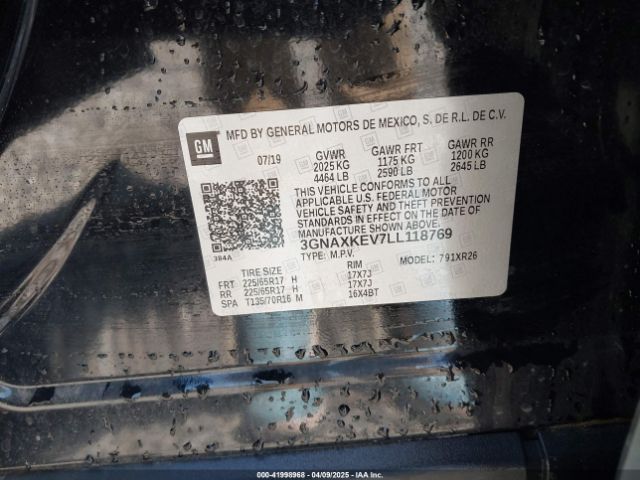 GM
MFD BY GENERAL MOTORS DE MEXICO, S. DE R.L. DE C.V.
07/19 GVWR GAWR FRT GAWR RR
2025 KG 1175 KG 1200 KG
4464 LB 2590 LB 2645 LB
THIS VEHICLE CONFORMS TO ALL
APPLICABLE U.S. FEDERAL MOTOR
VEHICLE SAFETY AND THEFT PREVENTION
STANDARDS IN EFFECT ON THE DATE OF
MANUFACTURE SHOWN ABOVE.
3GNAXKEV7LL118769
384A
TYPE: M.P.V. MODEL: 791XR26
TIRE SIZE RIM
FRT 225/65R17 H 17X7J
RR 225/65R17 H 17X7J
SPA T135/70R16 M 16X4BT
000-41998968 04/09/2025 IAAI.COM